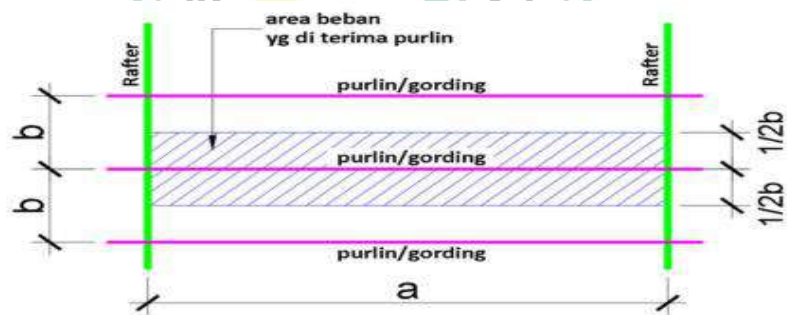 area beban
yg di terima purlin
Rafter
Rafter
purlin/gording
b
1/2b
purlin/gording
b
1/2b
purlin/gording
a